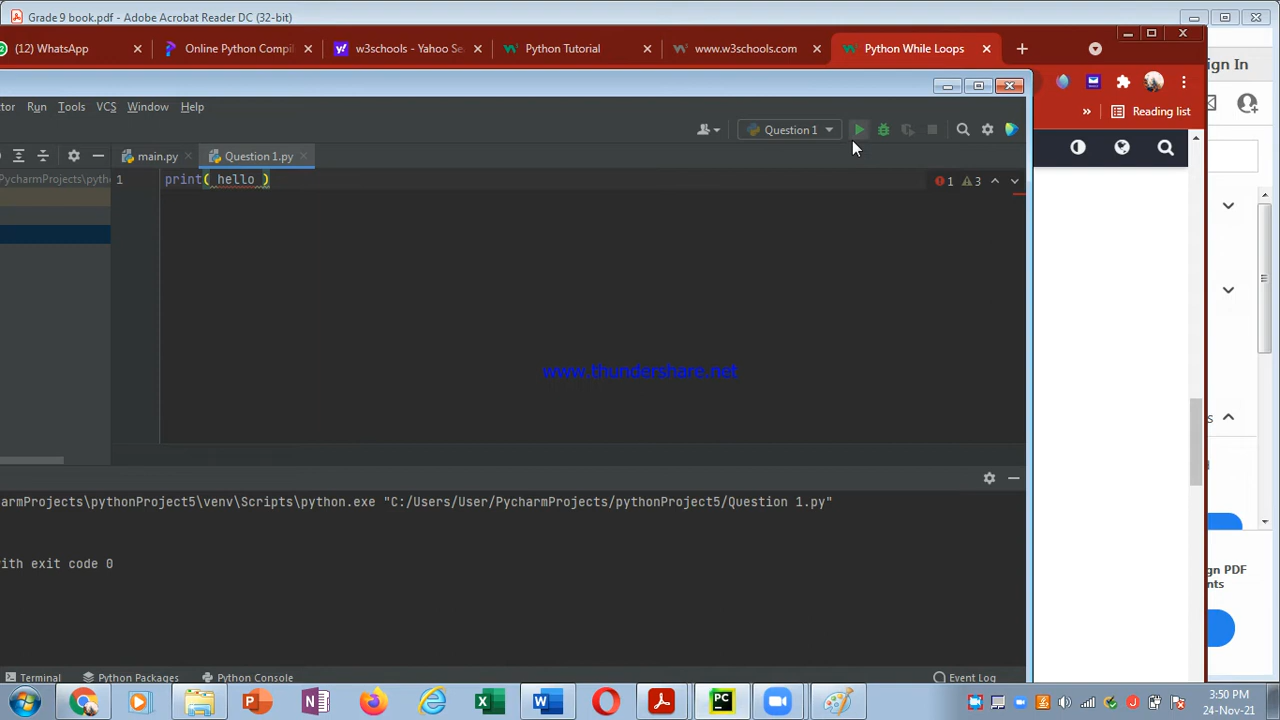 Grade 9 book.pdf - Adobe Acrobat Reader DC (32-bit)
(12) WhatsApp
Online Python Compil
w3schools - Yahoo Se
Python Tutorial
www.w3schools.com
Python While Loops
ign In
Run Tools VCS Window Help
Reading list
Question 1
main.py
Question 1.py
PycharmProjects\pyth
1
print( hello )
1 3
www.thundershare.net
armProjects\pythonProject5\venv\Scripts\python.exe "C:/Users/User/PycharmProjects/pythonProject5/Question 1.py"
ith exit code 0
gn PDF
nts
Terminal
Python Packages
Python Console
Event Log
3:50 PM
24-Nov-21